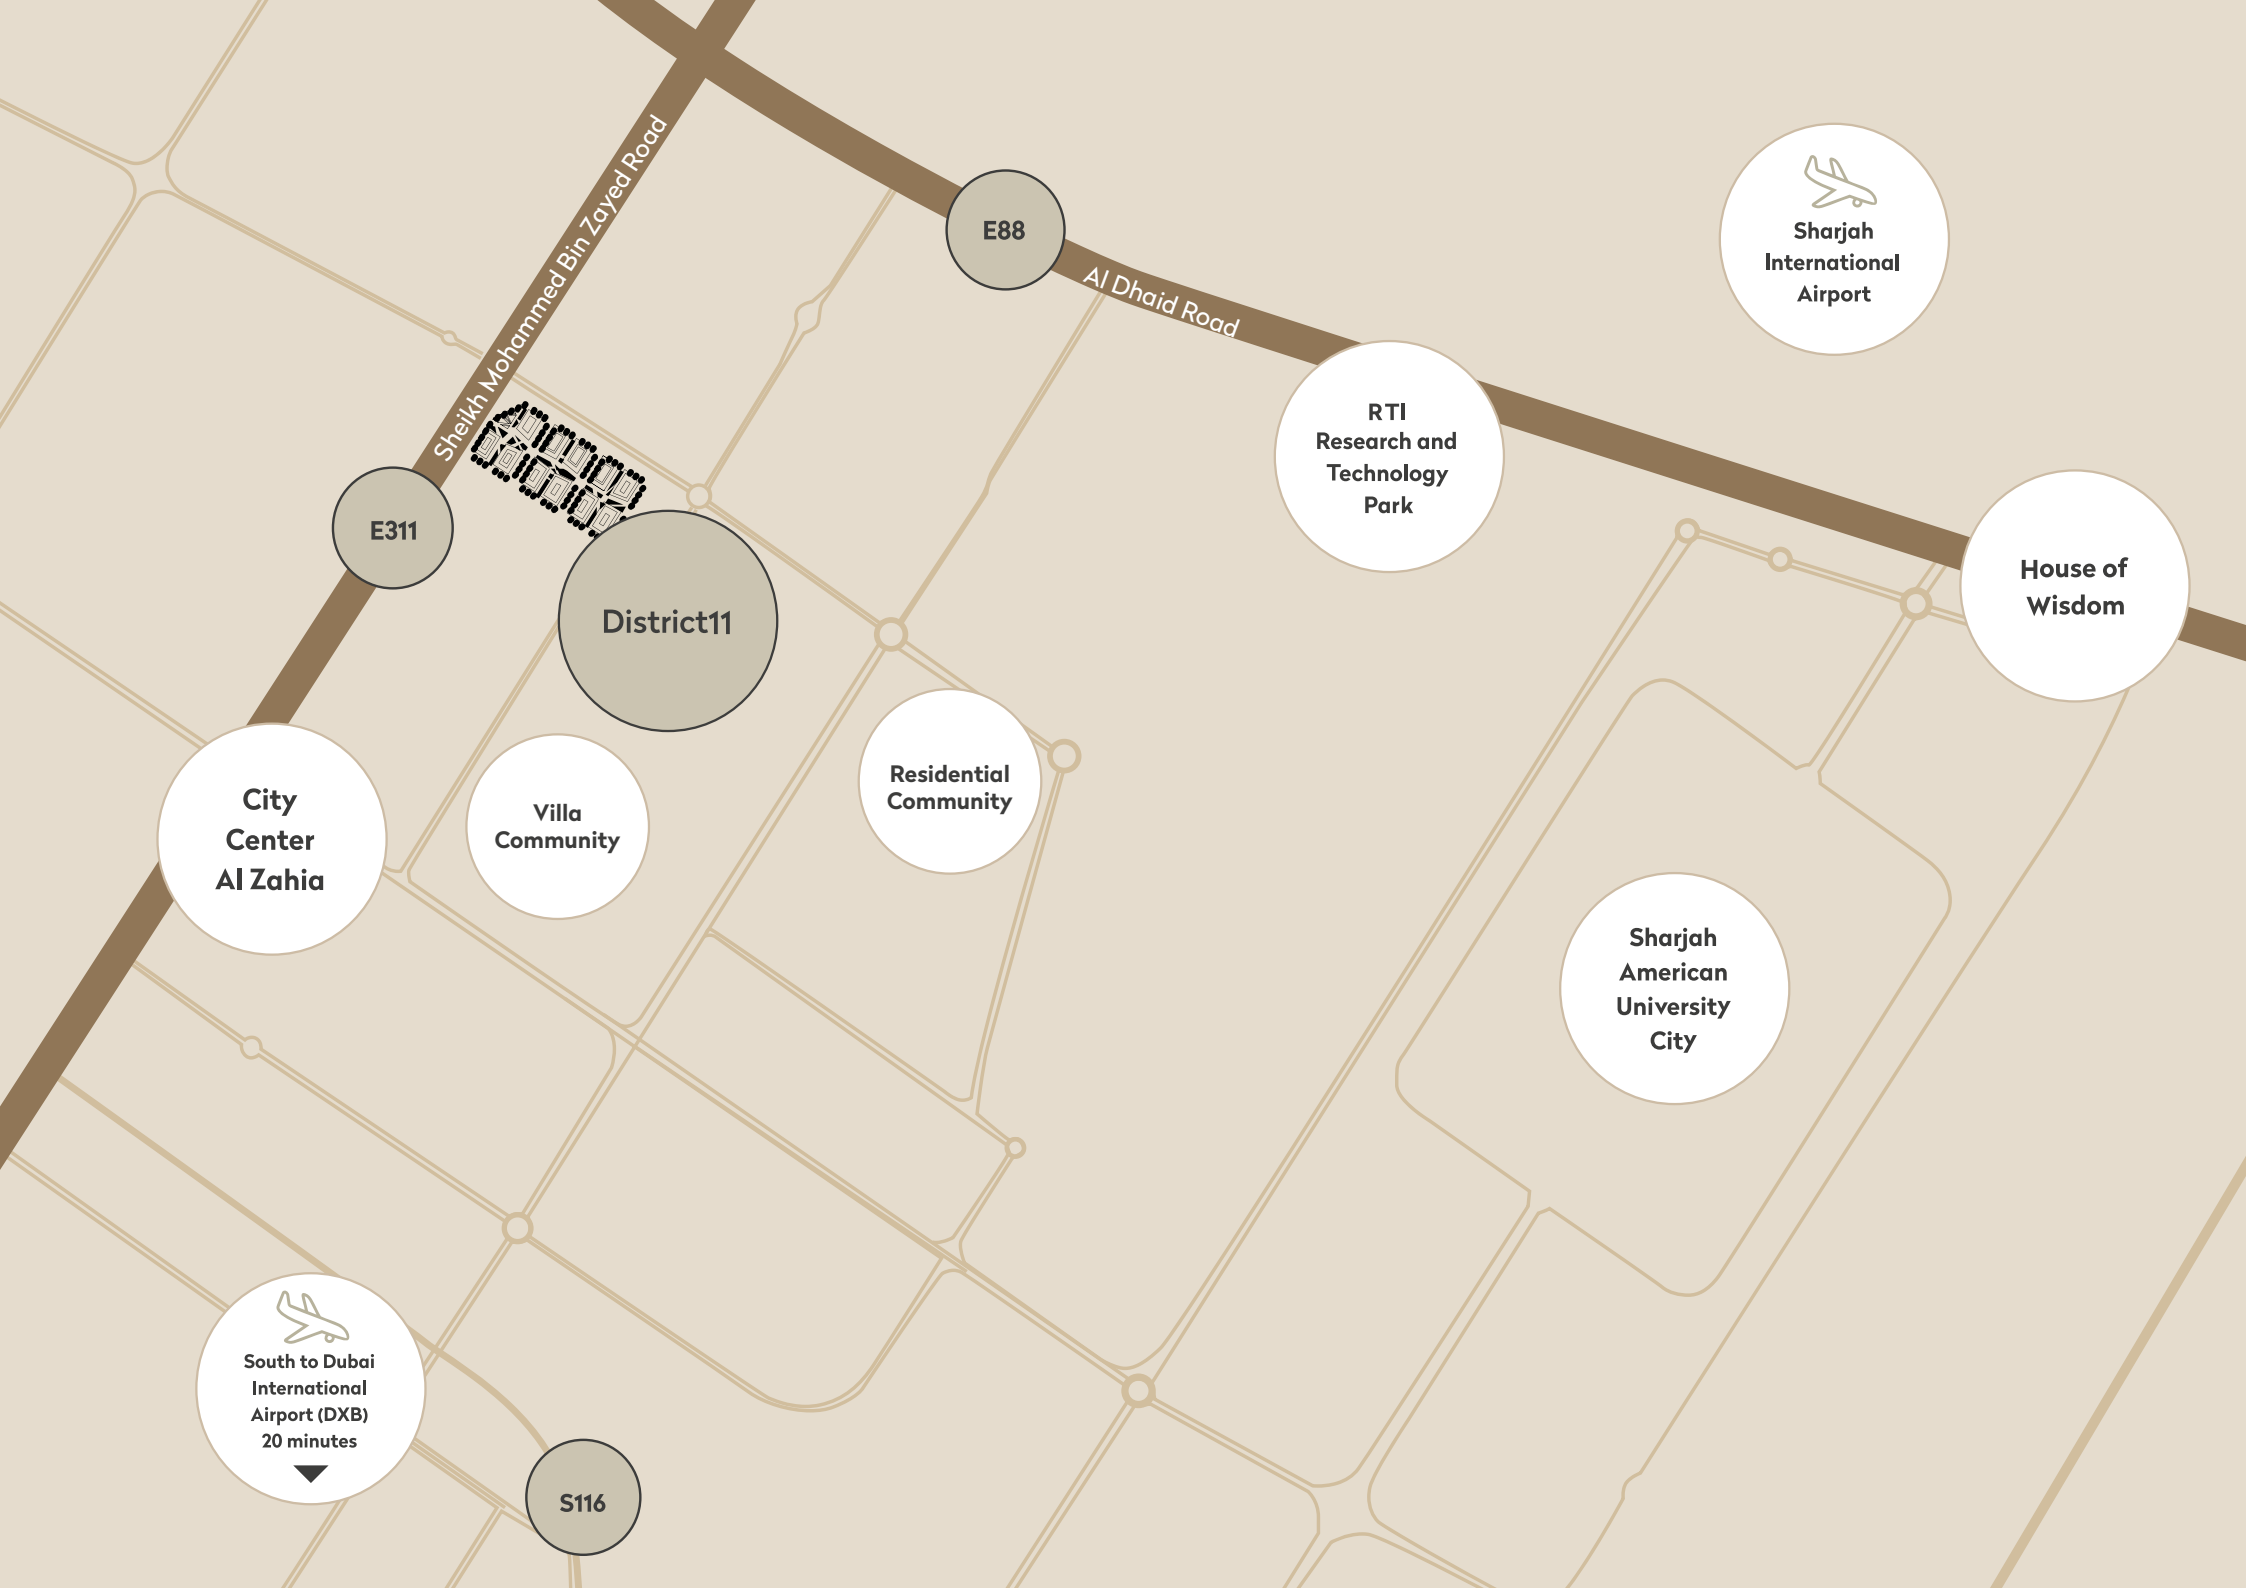 Sheikh Mohammed Bin Zayed Road
E88
Al Dhaid Road
Sharjah
International
Airport
RTI
Research and
Technology
Park
E311
District11
House of
Wisdom
City
Center
Al Zahia
Villa
Community
Residential
Community
Sharjah
American
University
City
South to Dubai
International
Airport (DXB)
20 minutes
S116